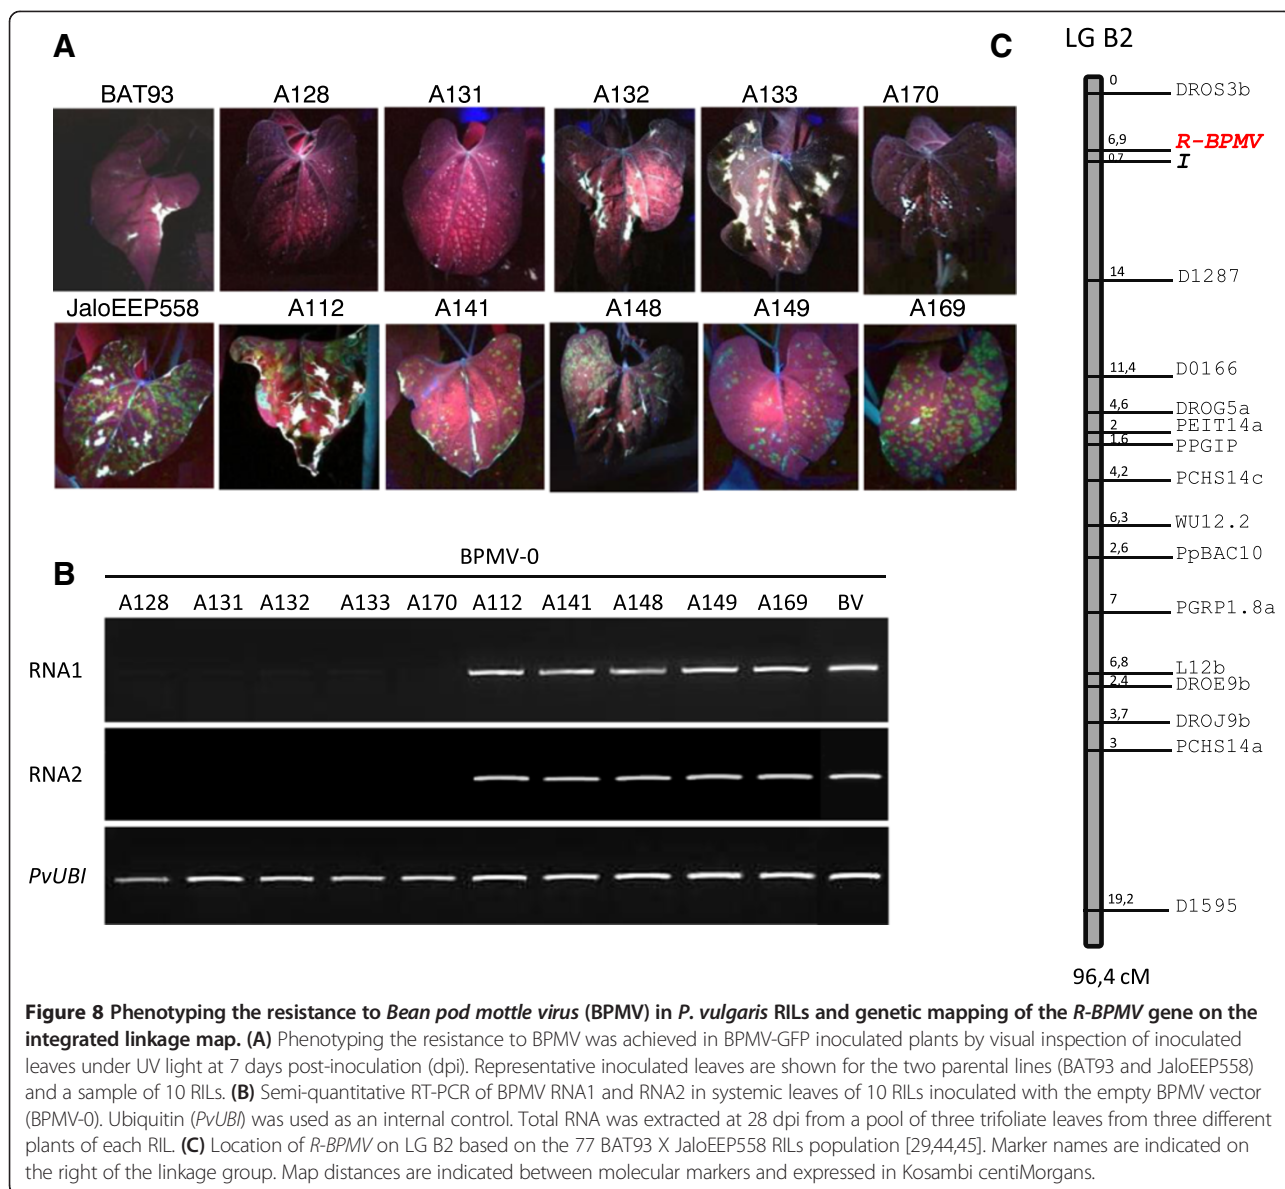 A
BAT93 A128 A131 A132 A133 A170
JaloEEP558 A112 A141 A148 A149 A169
B
BPMV-0
A128 A131 A132 A133 A170 A112 A141 A148 A149 A169 BV
RNA1
RNA2
PvUBI
C
LG B2
0 DROS3b
6,9 R-BPMV
0,7 I
14 D1287
11,4 D0166
4,6 DROG5a
2 PEIT14a
1,6 PPGIP
4,2 PCHS14c
6,3 WU12.2
2,6 PpBAC10
7 PGRP1.8a
6,8 L12b
2,4 DROE9b
3,7 DROJ9b
3 PCHS14a
19,2 D1595
96,4 cM
Figure 8 Phenotyping the resistance to Bean pod mottle virus (BPMV) in P. vulgaris RILs and genetic mapping of the R-BPMV gene on the
integrated linkage map. (A) Phenotyping the resistance to BPMV was achieved in BPMV-GFP inoculated plants by visual inspection of inoculated
leaves under UV light at 7 days post-inoculation (dpi). Representative inoculated leaves are shown for the two parental lines (BAT93 and JaloEEP558)
and a sample of 10 RILs. (B) Semi-quantitative RT-PCR of BPMV RNA1 and RNA2 in systemic leaves of 10 RILs inoculated with the empty BPMV vector
(BPMV-0). Ubiquitin (PvUBI) was used as an internal control. Total RNA was extracted at 28 dpi from a pool of three trifoliate leaves from three different
plants of each RIL. (C) Location of R-BPMV on LG B2 based on the 77 BAT93 X JaloEEP558 RILs population [29,44,45]. Marker names are indicated on
the right of the linkage group. Map distances are indicated between molecular markers and expressed in Kosambi centiMorgans.